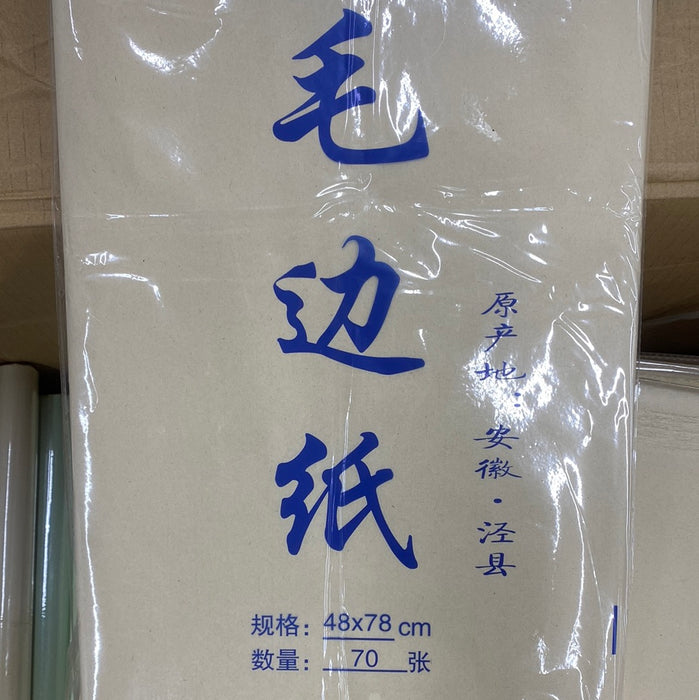 毛边纸
原产地:安徽·泾县
规格: 48x78 cm
数量: 70 张